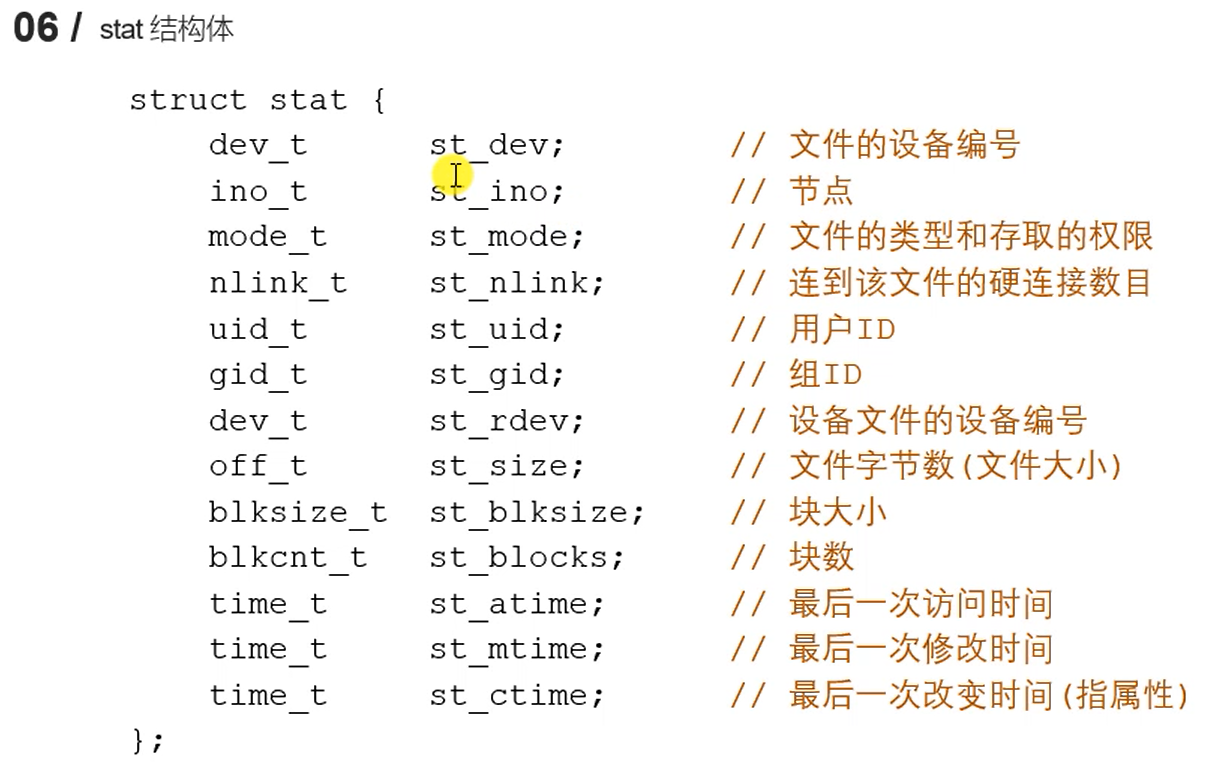 06 / stat 结构体
struct stat {
dev_t st_dev; // 文件的设备编号
ino_t st_ino; // 节点
mode_t st_mode; // 文件的类型和存取的权限
nlink_t st_nlink; // 连到该文件的硬连接数目
uid_t st_uid; // 用户ID
gid_t st_gid; // 组ID
dev_t st_rdev; // 设备文件的设备编号
off_t st_size; // 文件字节数(文件大小)
blksize_t st_blksize; // 块大小
blkcnt_t st_blocks; // 块数
time_t st_atime; // 最后一次访问时间
time_t st_mtime; // 最后一次修改时间
time_t st_ctime; // 最后一次改变时间(指属性)
};